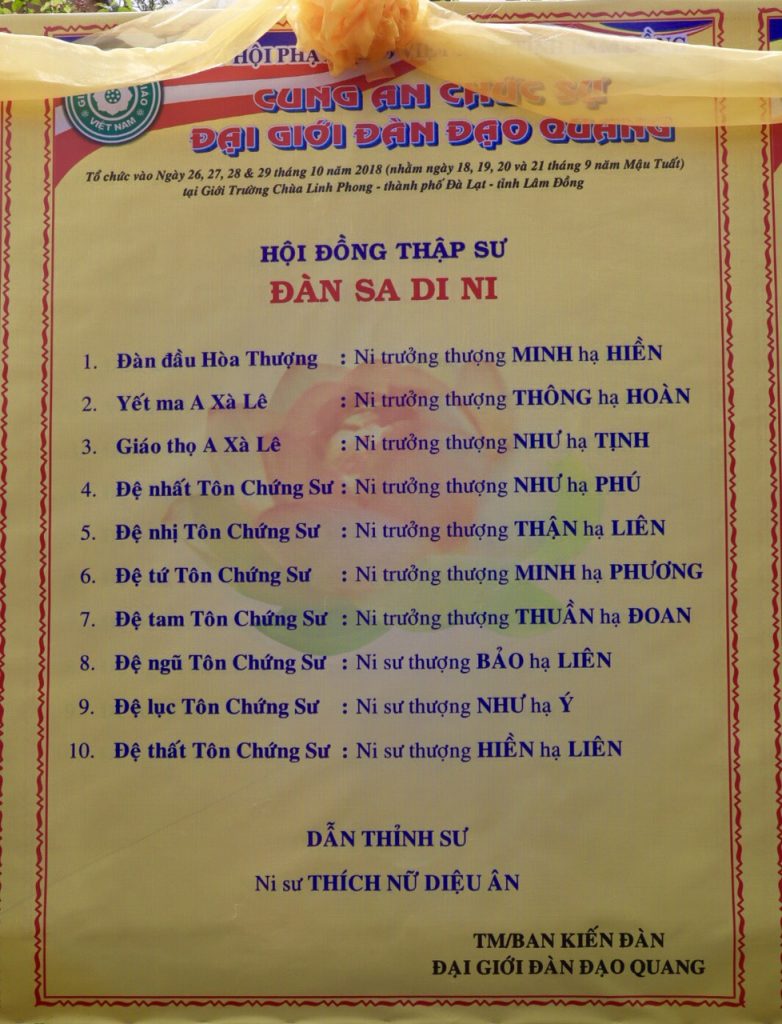 HỘI PHẬ
GI
IÁO
VIỆT NAM
CUNG AN CHỨC SỰ
ĐẠI GIỚI ĐÀN ĐẠO QUANG
Tổ chức vào Ngày 26, 27, 28 & 29 tháng 10 năm 2018 (nhằm ngày 18, 19, 20 và 21 tháng 9 năm Mậu Tuất)
tại Giới Trường Chùa Linh Phong - thành phố Đà Lạt - tỉnh Lâm Đồng
HỘI ĐỒNG THẬP SƯ
ĐÀN SA DI NI
1. Đàn đầu Hòa Thượng : Ni trưởng thượng MINH hạ HIỀN
2. Yết ma A Xà Lê : Ni trưởng thượng THÔNG hạ HOÀN
3. Giáo thọ A Xà Lê : Ni trưởng thượng NHƯ hạ TỊNH
4. Đệ nhất Tôn Chứng Sư : Ni trưởng thượng NHƯ hạ PHÚ
5. Đệ nhị Tôn Chứng Sư : Ni trưởng thượng THẬN hạ LIÊN
6. Đệ tứ Tôn Chứng Sư : Ni trưởng thượng MINH hạ PHƯƠNG
7. Đệ tam Tôn Chứng Sư : Ni trưởng thượng THUẦN hạ ĐOAN
8. Đệ ngũ Tôn Chứng Sư : Ni sư thượng BẢO hạ LIÊN
9. Đệ lục Tôn Chứng Sư : Ni sư thượng NHƯ hạ Ý
10. Đệ thất Tôn Chứng Sư : Ni sư thượng HIỀN hạ LIÊN
DẪN THỈNH SƯ
Ni sư THÍCH NỮ DIỆU ÂN
TM/BAN KIẾN ĐÀN
ĐẠI GIỚI ĐÀN ĐẠO QUANG